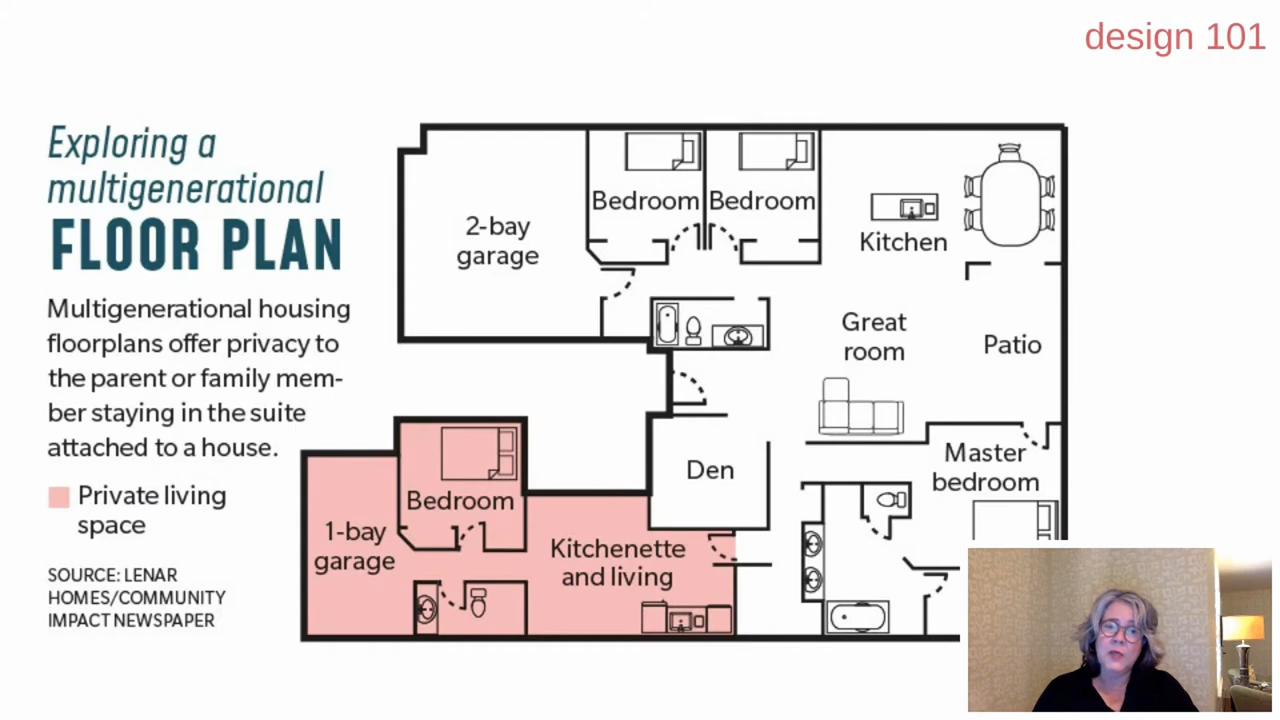 design 101
Exploring a
multigenerational
FLOOR PLAN
Multigenerational housing
floorplans offer privacy to
the parent or family mem-
ber staying in the suite
attached to a house.
Private living
space
SOURCE: LENAR
HOMES/COMMUNITY
IMPACT NEWSPAPER
2-bay
garage
Bedroom
Bedroom
Kitchen
Great
room
Patio
Den
Master
bedroom
Bedroom
1-bay
garage
Kitchenette
and living